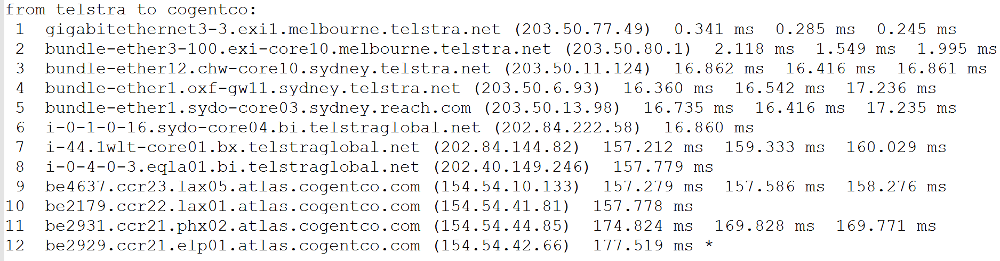 from telstra to cogentco:
1 gigabitethernet3-3.exi1.melbourne.telstra.net (203.50.77.49) 0.341 ms 0.285 ms 0.245 ms
2 bundle-ether3-100.exi-core10.melbourne.telstra.net (203.50.80.1) 2.118 ms 1.549 ms 1.995 ms
3 bundle-ether12.chw-core10.sydney.telstra.net (203.50.11.124) 16.862 ms 16.416 ms 16.861 ms
4 bundle-ether1.oxf-gw11.sydney.telstra.net (203.50.6.93) 16.360 ms 16.542 ms 17.236 ms
5 bundle-ether1.sydo-core03.sydney.reach.com (203.50.13.98) 16.735 ms 16.416 ms 17.235 ms
6 i-0-1-0-16.sydo-core04.bi.telstraglobal.net (202.84.222.58) 16.860 ms
7 i-44.1wlt-core01.bx.telstraglobal.net (202.84.144.82) 157.212 ms 159.333 ms 160.029 ms
8 i-0-4-0-3.eqla01.bi.telstraglobal.net (202.40.149.246) 157.779 ms
9 be4637.ccr23.lax05.atlas.cogentco.com (154.54.10.133) 157.279 ms 157.586 ms 158.276 ms
10 be2179.ccr22.lax01.atlas.cogentco.com (154.54.41.81) 157.778 ms
11 be2931.ccr21.phx02.atlas.cogentco.com (154.54.44.85) 174.824 ms 169.828 ms 169.771 ms
12 be2929.ccr21.elp01.atlas.cogentco.com (154.54.42.66) 177.519 ms *